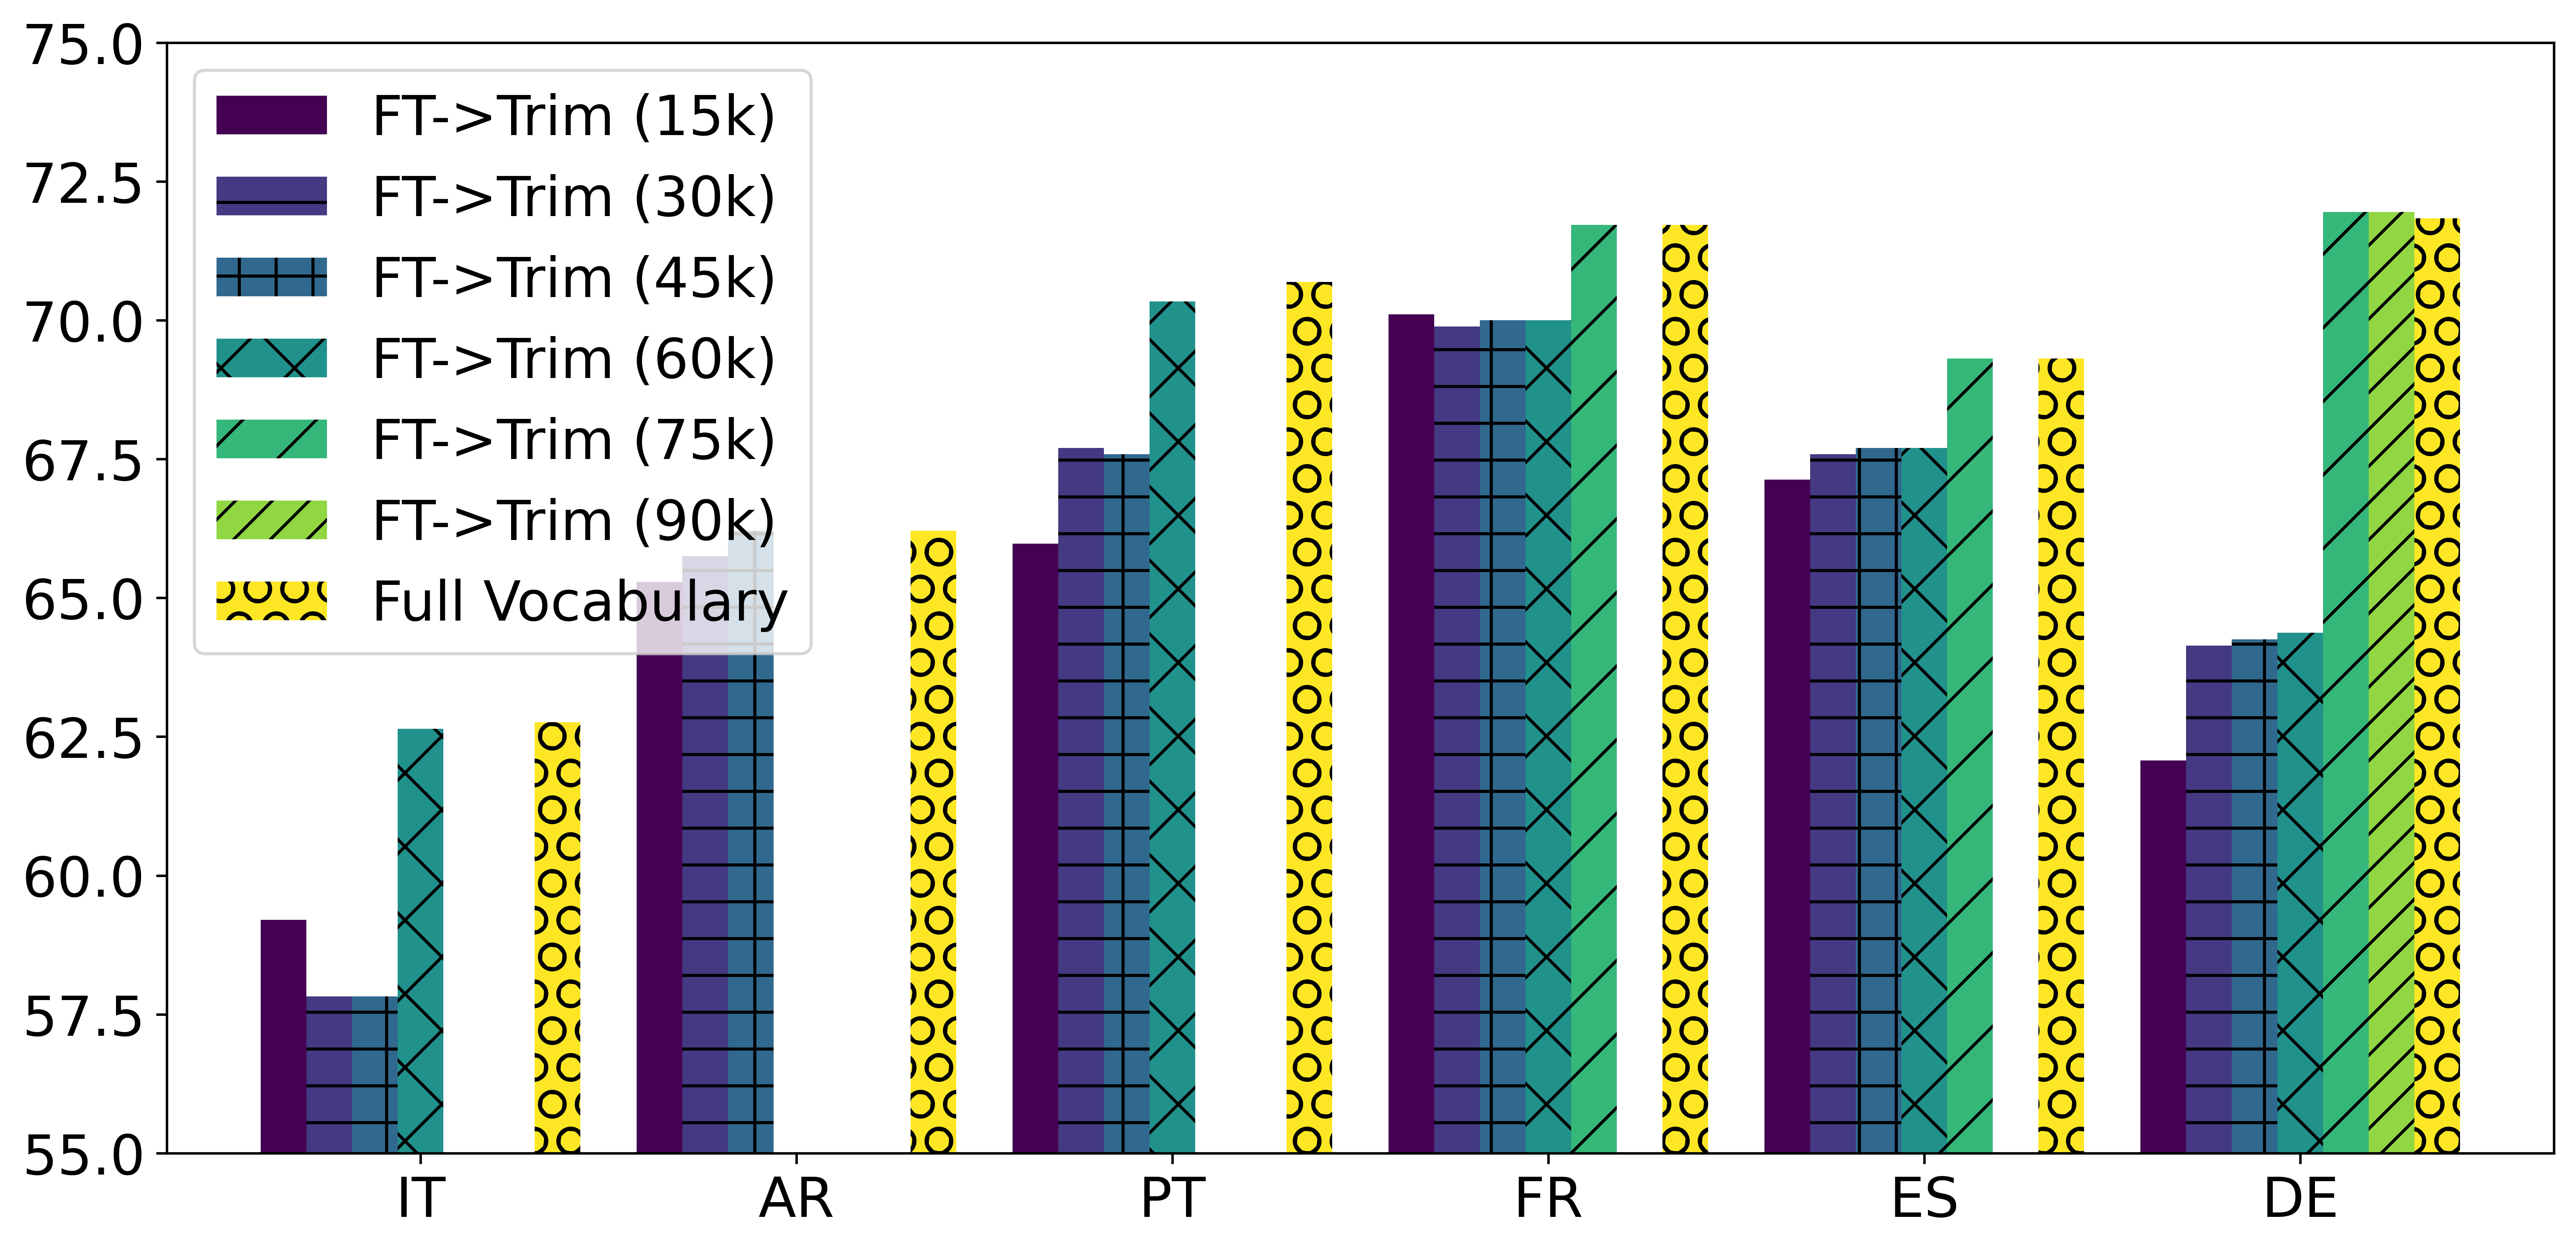 75.0
72.5
70.0
67.5
65.0
62.5
60.0
57.5
55.0
FT->Trim (15k)
FT->Trim (30k)
FT->Trim (45k)
FT->Trim (60k)
FT->Trim (75k)
FT->Trim (90k)
Full Vocabulary
IT AR PT FR ES DE